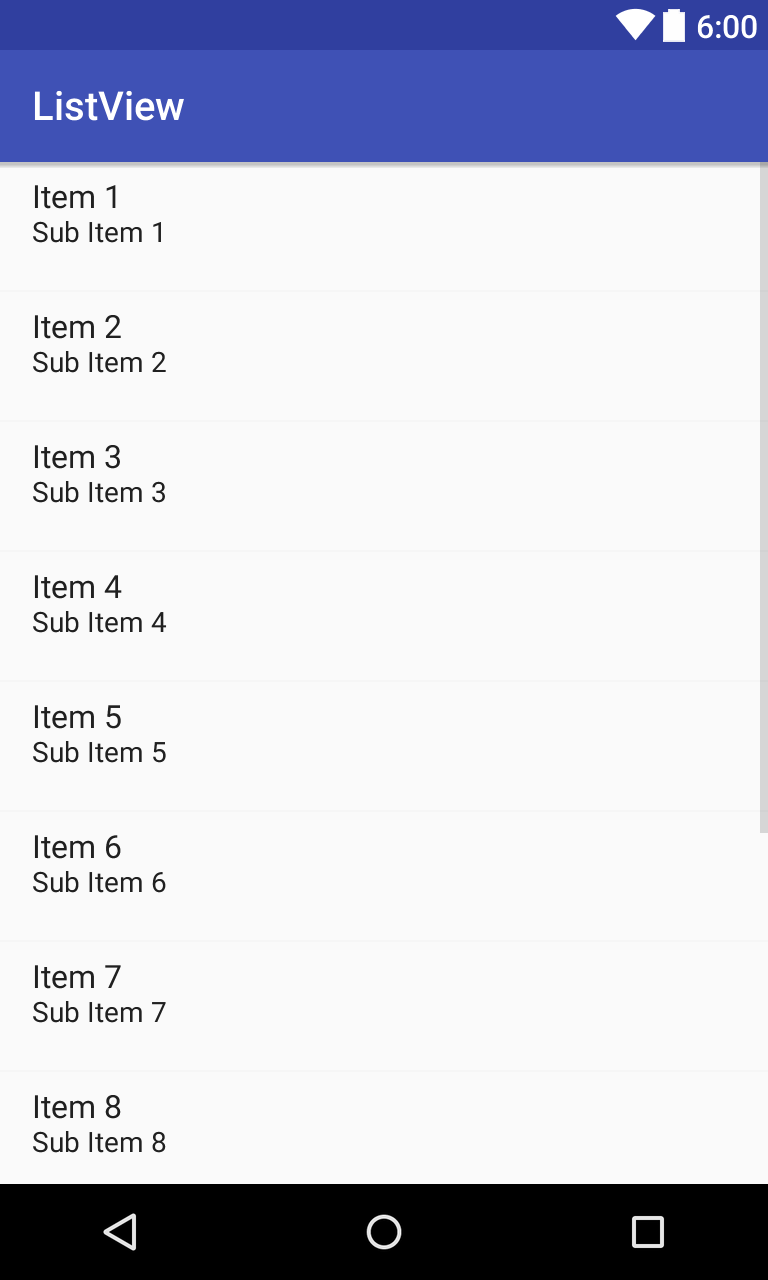 6:00
ListView
Item 1
Sub Item 1
Item 2
Sub Item 2
Item 3
Sub Item 3
Item 4
Sub Item 4
Item 5
Sub Item 5
Item 6
Sub Item 6
Item 7
Sub Item 7
Item 8
Sub Item 8